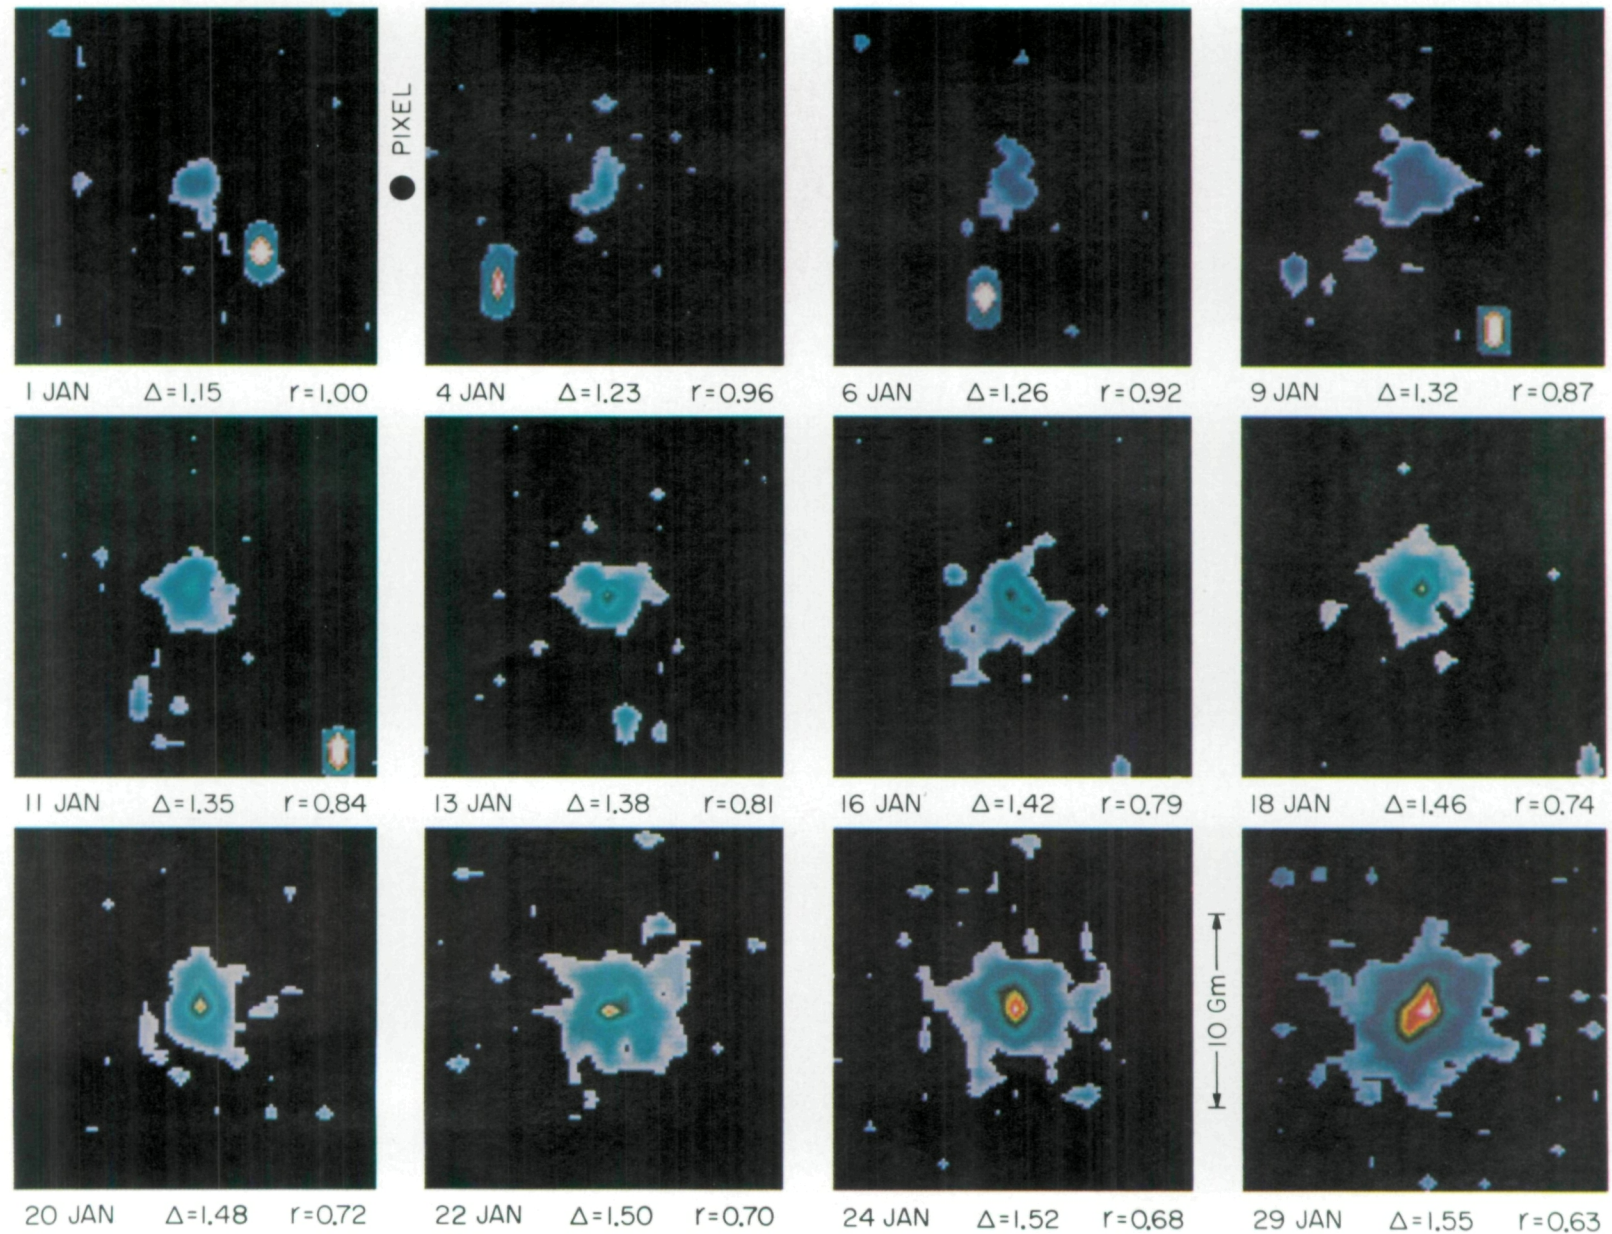 PIXEL
1 JAN Δ=1.15 r=1.00
4 JAN Δ=1.23 r=0.96
6 JAN Δ=1.26 r=0.92
9 JAN Δ=1.32 r=0.87
11 JAN Δ=1.35 r=0.84
13 JAN Δ=1.38 r=0.81
16 JAN Δ=1.42 r=0.79
18 JAN Δ=1.46 r=0.74
10 Gm
20 JAN Δ=1.48 r=0.72
22 JAN Δ=1.50 r=0.70
24 JAN Δ=1.52 r=0.68
29 JAN Δ=1.55 r=0.63